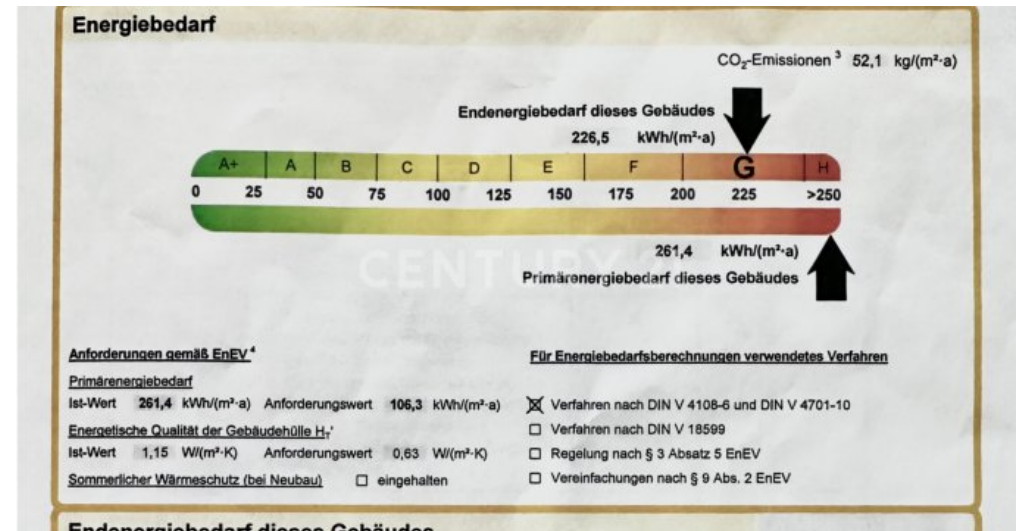 Energiebedarf
CO₂-Emissionen ³ 52,1 kg/(m²·a)
Endenergiebedarf dieses Gebäudes
226,5 kWh/(m²·a)
A+ A B C D E F G H
0 25 50 75 100 125 150 175 200 225 >250
261,4 kWh/(m²·a)
CENTURY 21
Primärenergiebedarf dieses Gebäudes
Anforderungen gemäß EnEV ⁴
Für Energiebedarfsberechnungen verwendetes Verfahren
Primärenergiebedarf
Ist-Wert 261,4 kWh/(m²·a) Anforderungswert 106,3 kWh/(m²·a)
Verfahren nach DIN V 4108-6 und DIN V 4701-10
Energetische Qualität der Gebäudehülle H_T'
Verfahren nach DIN V 18599
Ist-Wert 1,15 W/(m²·K) Anforderungswert 0,63 W/(m²·K)
Regelung nach § 3 Absatz 5 EnEV
Sommerlicher Wärmeschutz (bei Neubau) eingehalten
Vereinfachungen nach § 9 Abs. 2 EnEV
Endenergiebedarf dieses Gebäudes